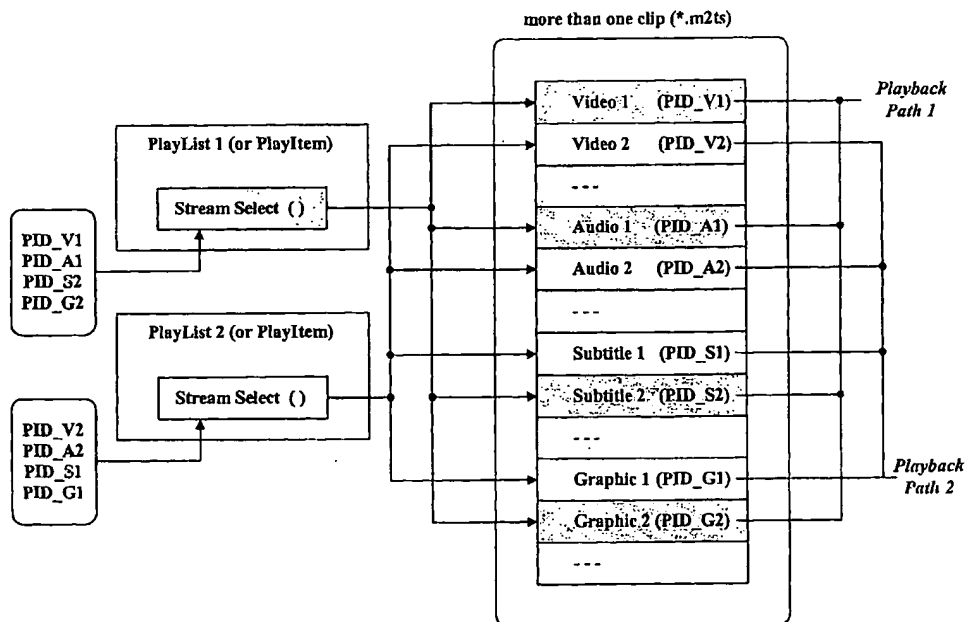 more than one clip (*.m2ts)
Video 1 (PID_V1)
Playback
Path 1
PlayList 1 (or PlayItem)
Video 2 (PID_V2)
---
Stream Select ( )
Audio 1 (PID_A1)
PID_V1
PID_A1
PID_S2
PID_G2
Audio 2 (PID_A2)
---
PlayList 2 (or PlayItem)
Subtitle 1 (PID_S1)
Stream Select ( )
Subtitle 2 (PID_S2)
---
PID_V2
PID_A2
PID_S1
PID_G1
Graphic 1 (PID_G1)
Playback
Path 2
Graphic 2 (PID_G2)
---